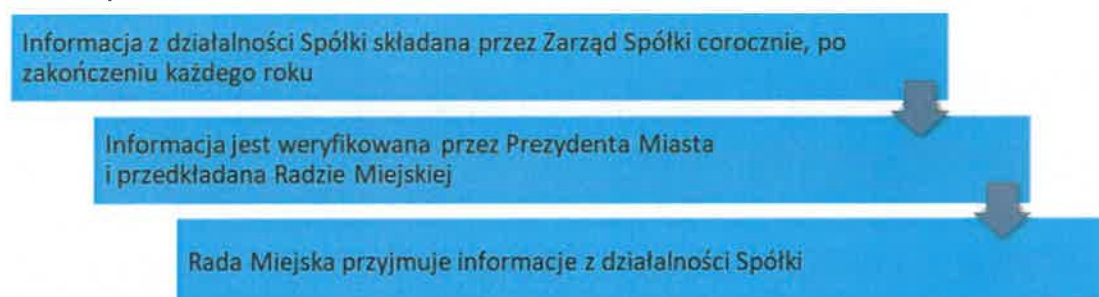 Informacja z działalności Spółki składana przez Zarząd Spółki corocznie, po
zakończeniu każdego roku
Informacja jest weryfikowana przez Prezydenta Miasta
i przedkładana Radzie Miejskiej
Rada Miejska przyjmuje informacje z działalności Spółki